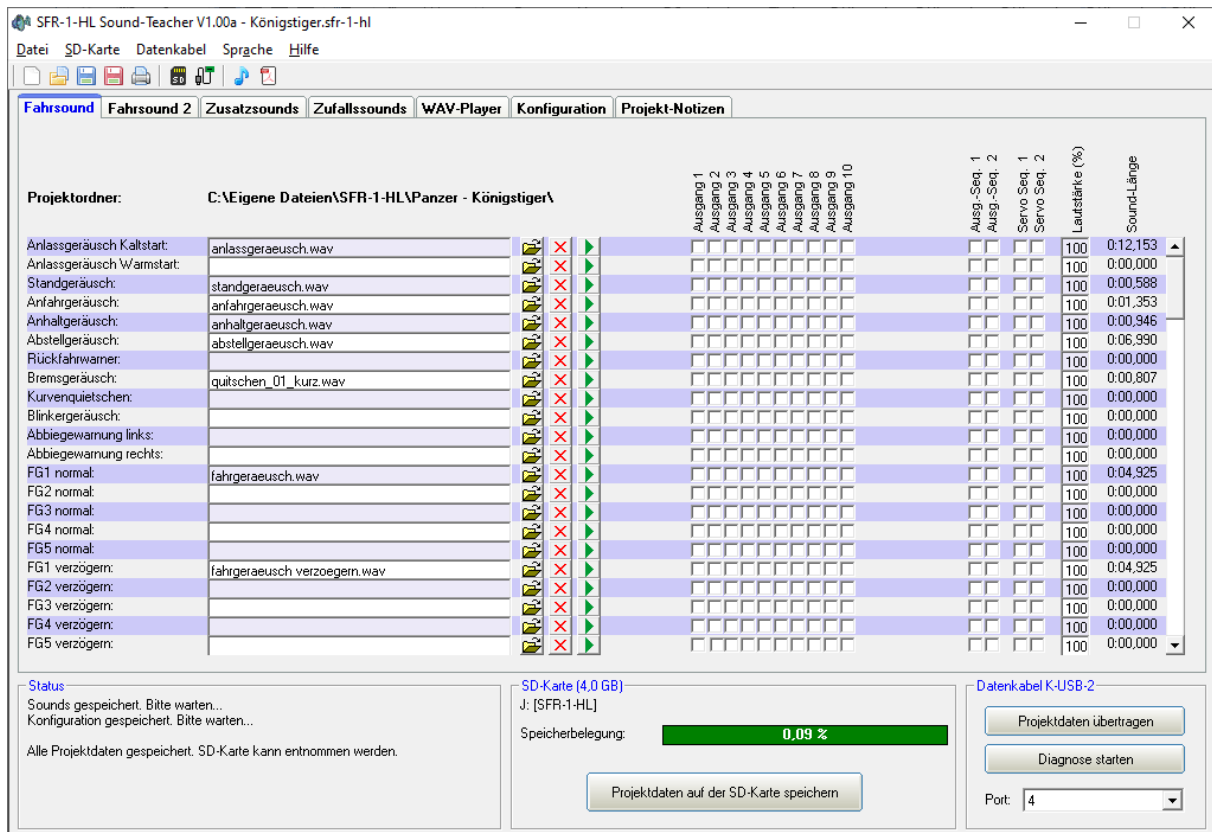 SFR-1-HL Sound-Teacher V1.00a - Königstiger.sfr-1-hl
Datei SD-Karte Datenkabel Sprache Hilfe
SD
Fahrsound Fahrsound 2 Zusatzsounds Zufallssounds WAV-Player Konfiguration Projekt-Notizen
Projektordner: C:\Eigene Dateien\SFR-1-HL\Panzer - Königstiger\
Ausgang 1
Ausgang 2
Ausgang 3
Ausgang 4
Ausgang 5
Ausgang 6
Ausgang 7
Ausgang 8
Ausgang 9
Ausgang 10
Ausg.-Seq. 1
Ausg.-Seq. 2
Servo Seq. 1
Servo Seq. 2
Lautstärke (%)
Sound-Länge
Anlassgeräusch Kaltstart: anlassgeraeusch.wav 100 0:12,153
Anlassgeräusch Warmstart: 100 0:00,000
Standgeräusch: standgeraeusch.wav 100 0:00,588
Anfahrgeräusch: anfahrgeraeusch.wav 100 0:01,353
Anhaltgeräusch: anhaltgeraeusch.wav 100 0:00,946
Abstellgeräusch: abstellgeraeusch.wav 100 0:06,990
Rückfahrwarner: 100 0:00,000
Bremsgeräusch: quitschen_01_kurz.wav 100 0:00,807
Kurvenquietschen: 100 0:00,000
Blinkergeräusch: 100 0:00,000
Abbiegewarnung links: 100 0:00,000
Abbiegewarnung rechts: 100 0:00,000
FG1 normal: fahrgeraeusch.wav 100 0:04,925
FG2 normal: 100 0:00,000
FG3 normal: 100 0:00,000
FG4 normal: 100 0:00,000
FG5 normal: 100 0:00,000
FG1 verzögern: fahrgeraeusch verzoegern.wav 100 0:04,925
FG2 verzögern: 100 0:00,000
FG3 verzögern: 100 0:00,000
FG4 verzögern: 100 0:00,000
FG5 verzögern: 100 0:00,000
Status
Sounds gespeichert. Bitte warten...
Konfiguration gespeichert. Bitte warten...
Alle Projektdaten gespeichert. SD-Karte kann entnommen werden.
SD-Karte (4,0 GB)
J: [SFR-1-HL]
Speicherbelegung: 0,09 %
Projektdaten auf der SD-Karte speichern
Datenkabel K-USB-2
Projektdaten übertragen
Diagnose starten
Port: 4